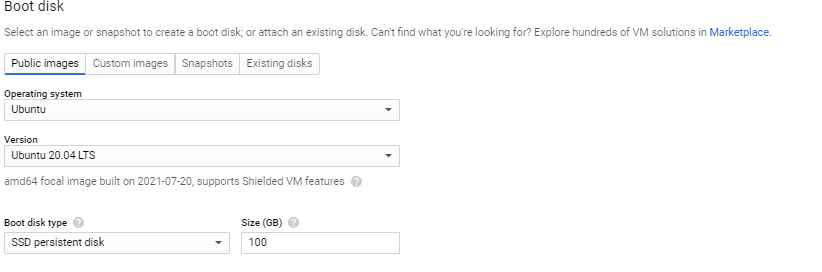 Boot disk
Select an image or snapshot to create a boot disk; or attach an existing disk. Can't find what you're looking for? Explore hundreds of VM solutions in Marketplace.
Public images Custom images Snapshots Existing disks
Operating system
Ubuntu
Version
Ubuntu 20.04 LTS
amd64 focal image built on 2021-07-20, supports Shielded VM features ?
Boot disk type ? Size (GB) ?
SSD persistent disk 100